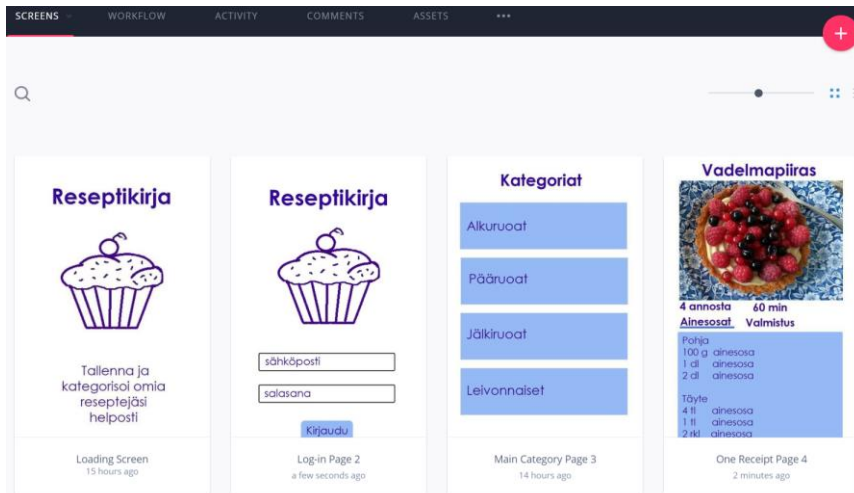 SCREENS
WORKFLOW
ACTIVITY
COMMENTS
ASSETS
Reseptikirja
Tallenna ja
kategorisoi omia
reseptejäsi
helposti
Loading Screen
15 hours ago
Reseptikirja
sähköposti
salasana
Kirjaudu
Log-in Page 2
a few seconds ago
Kategoriat
Alkuruoat
Pääruoat
Jälkiruoat
Leivonnaiset
Main Category Page 3
14 hours ago
Vadelmapiiras
4 annosta 60 min
Ainesosat Valmistus
Pohja
100 g ainesosa
1 dl ainesosa
2 dl ainesosa
Täyte
4 tl ainesosa
1 tl ainesosa
2 rkl ainesosa
One Receipt Page 4
2 minutes ago